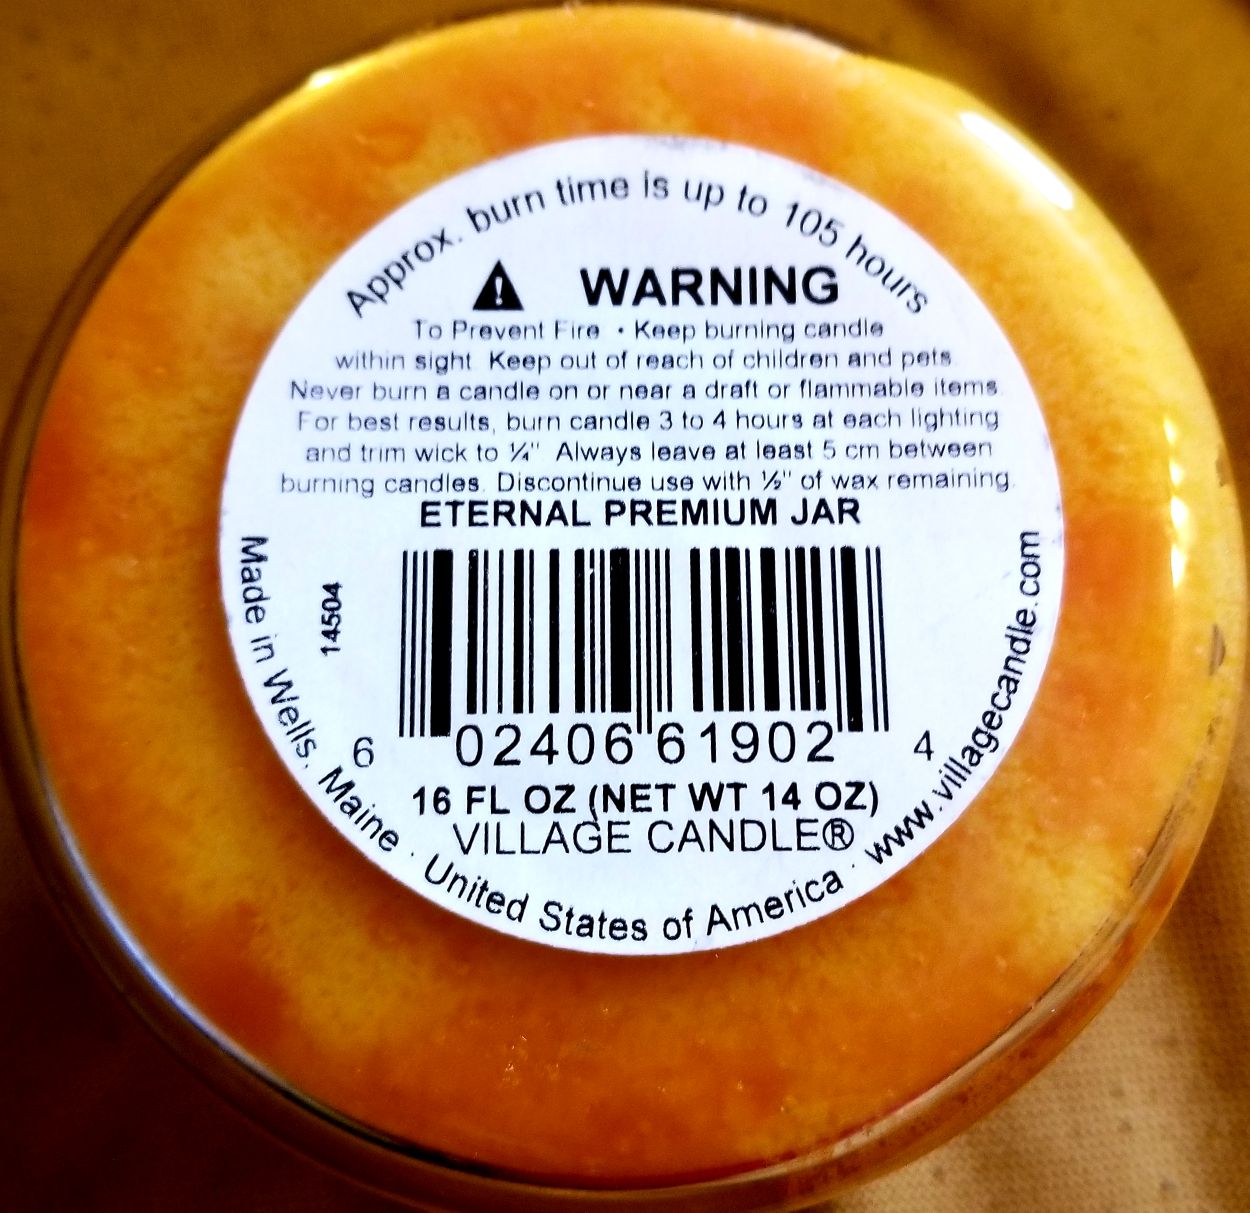 Approx. burn time is up to 105 hours
WARNING
To Prevent Fire • Keep burning candle
within sight. Keep out of reach of children and pets.
Never burn a candle on or near a draft or flammable items.
For best results, burn candle 3 to 4 hours at each lighting
and trim wick to ¼" Always leave at least 5 cm between
burning candles. Discontinue use with ½" of wax remaining.
ETERNAL PREMIUM JAR
14504
6 02406 61902 4
16 FL OZ (NET WT 14 OZ)
VILLAGE CANDLE®
Made in Wells, Maine · United States of America · www.villagecandle.com